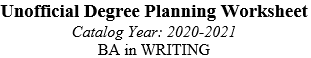 Unofficial Degree Planning Worksheet
Catalog Year: 2020-2021
BA in WRITING